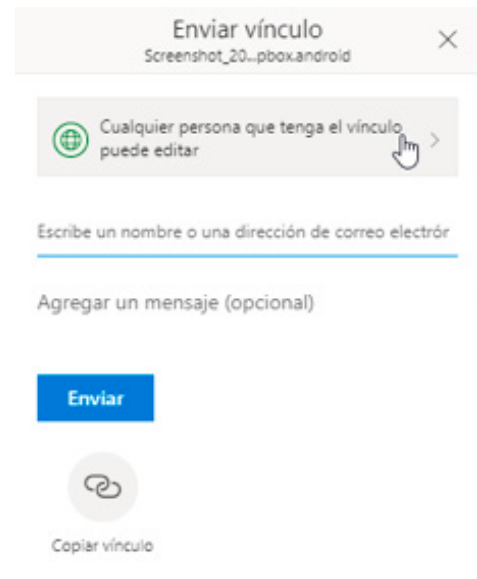 Enviar vínculo
Screenshot_20...pbox.android
Cualquier persona que tenga el vínculo
puede editar
Escribe un nombre o una dirección de correo electrór
Agregar un mensaje (opcional)
Enviar
Copiar vínculo